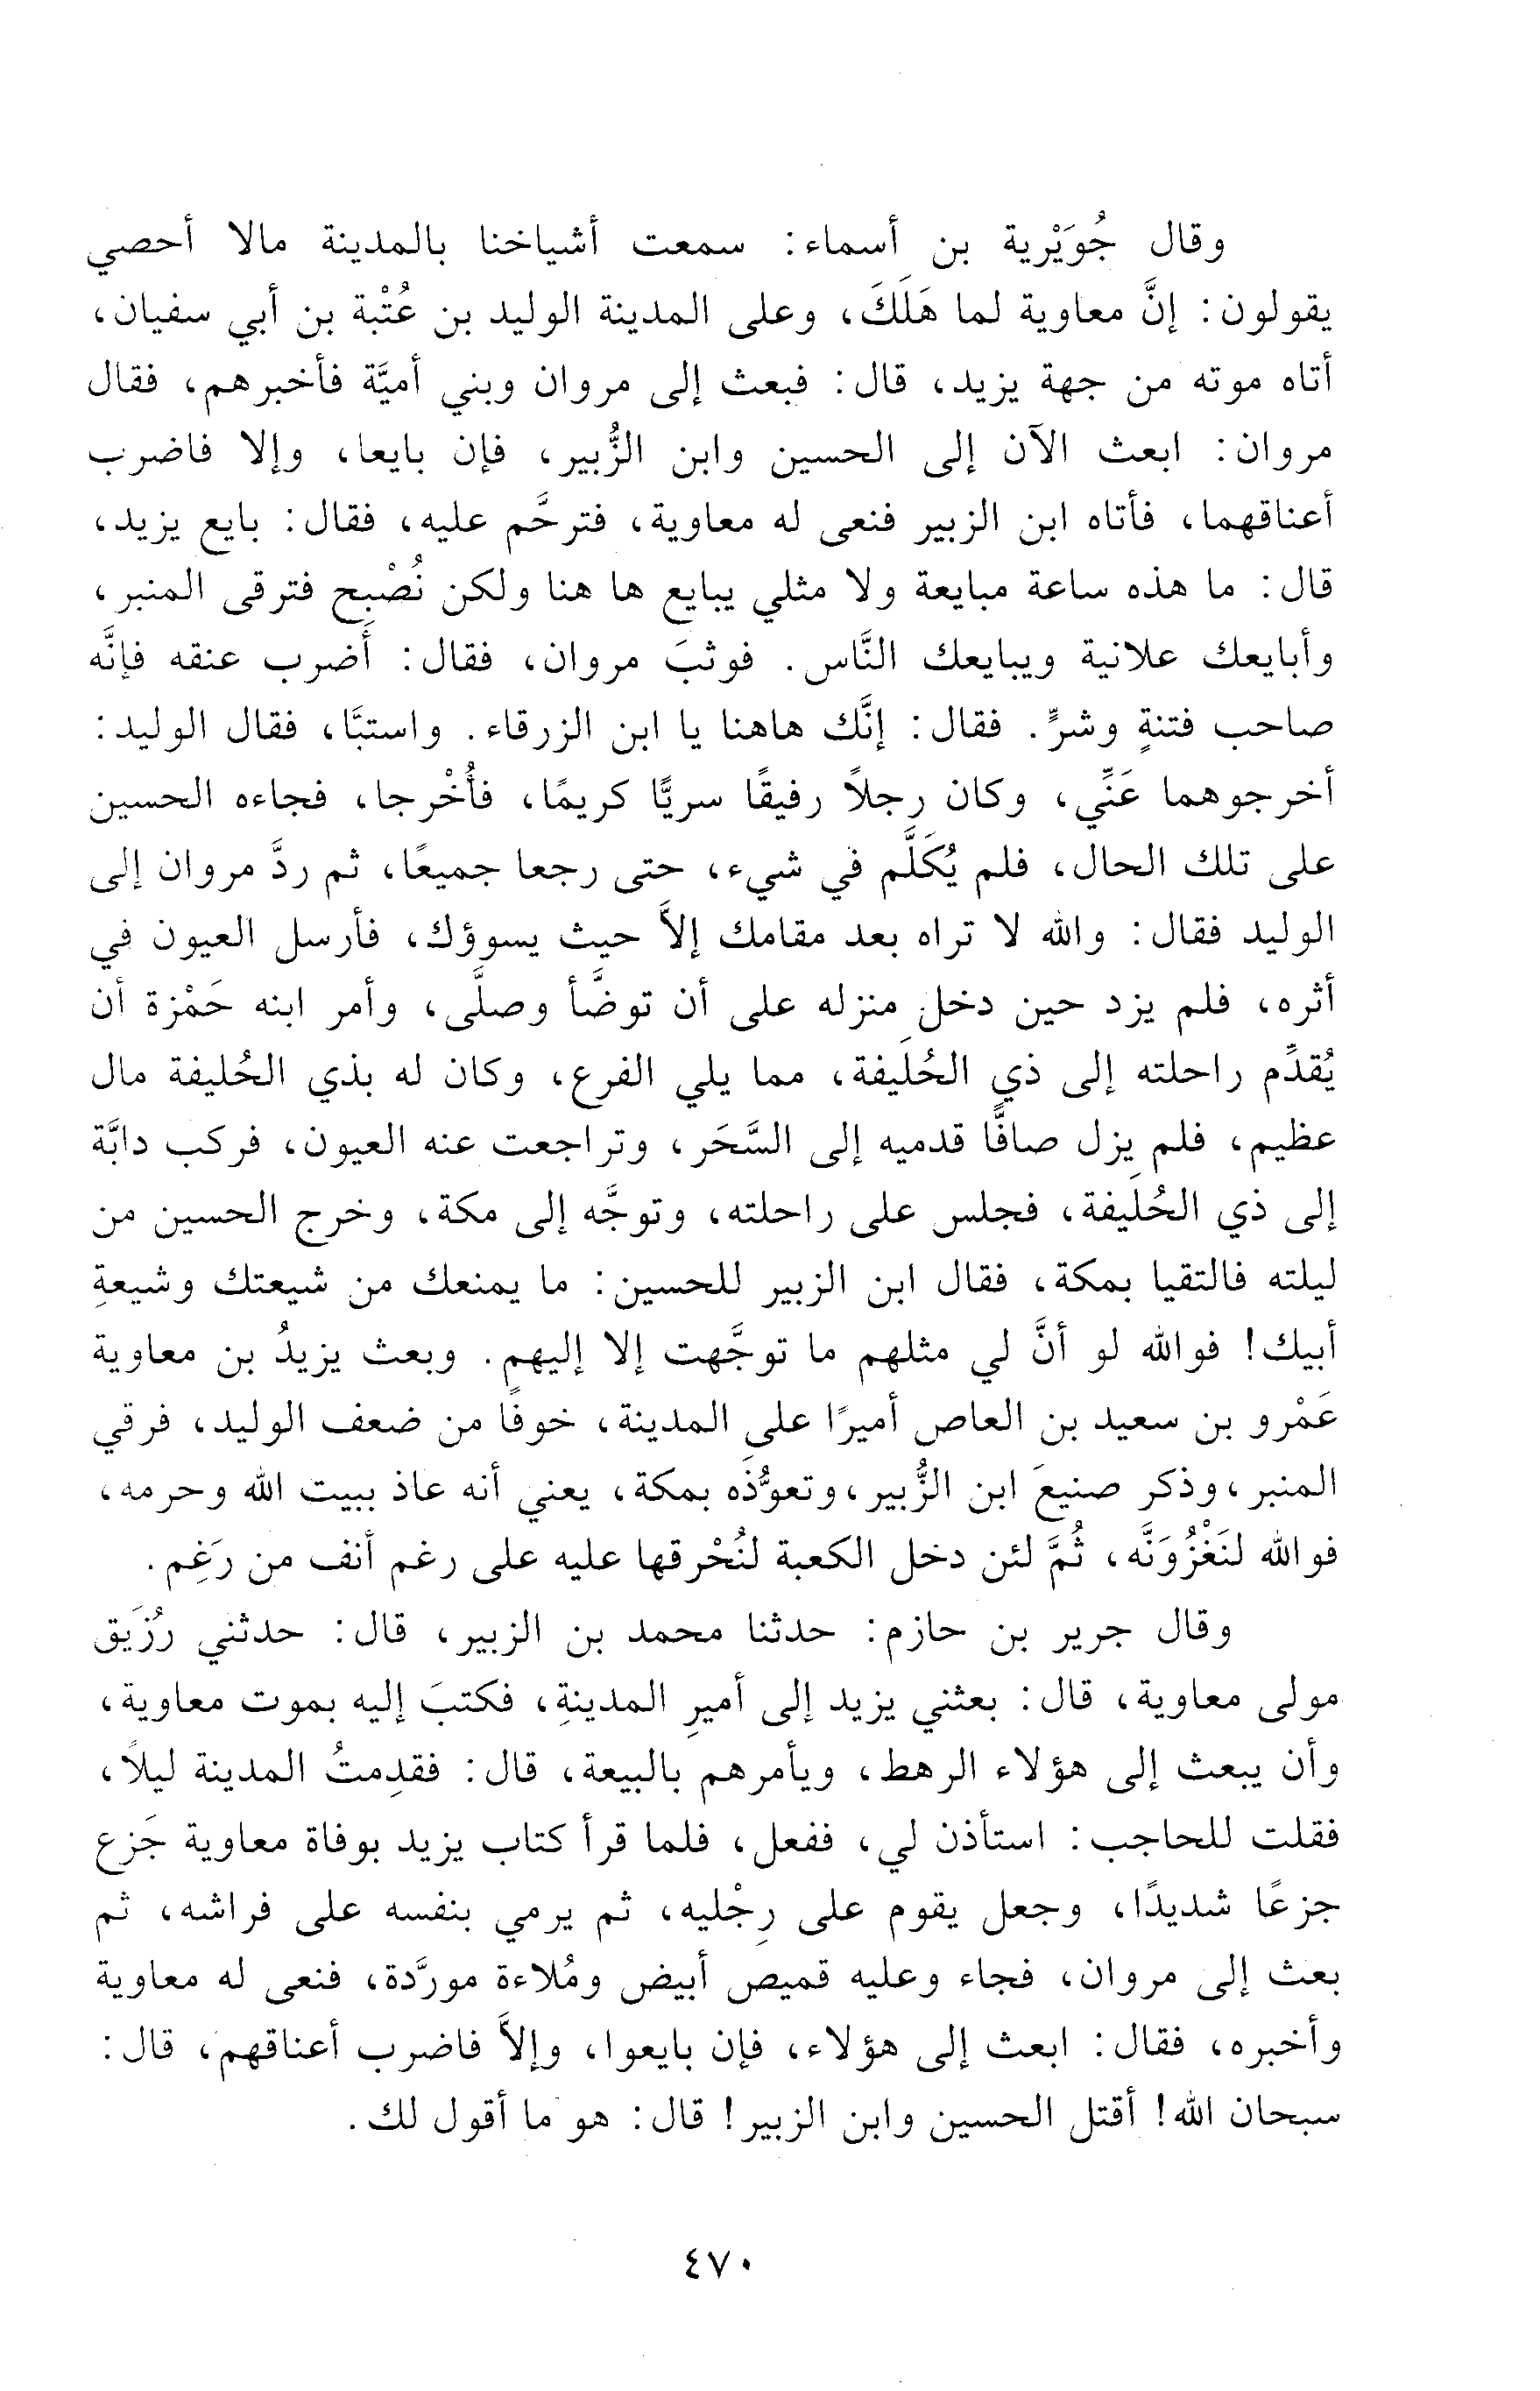 وقال جُوَيْرية بن أسماء: سمعت أشياخنا بالمدينة مالا أحصي
يقولون: إنَّ معاوية لما هَلَكَ، وعلى المدينة الوليد بن عُتْبة بن أبي سفيان،
أتاه موته من جهة يزيد، قال: فبعث إلى مروان وبني أميَّة فأخبرهم، فقال
مروان: ابعث الآن إلى الحسين وابن الزُّبير، فإن بايعا، وإلا فاضرب
أعناقهما، فأتاه ابن الزبير فنعى له معاوية، فترحَّم عليه، فقال: بايع يزيد،
قال: ما هذه ساعة مبايعة ولا مثلي يبايع ها هنا ولكن نُصْبِح فترقى المنبر،
وأبايعك علانية ويبايعك النَّاس. فوثبَ مروان، فقال: أَضرب عنقه فإنَّه
صاحب فتنةٍ وشرٍّ. فقال: إنَّك هاهنا يا ابن الزرقاء. واستبَّا، فقال الوليد:
أخرجوهما عَنِّي، وكان رجلاً رفيقًا سريًّا كريمًا، فأُخْرجا، فجاءه الحسين
على تلك الحال، فلم يُكَلَّم في شيء، حتى رجعا جميعًا، ثم ردَّ مروان إلى
الوليد فقال: والله لا تراه بعد مقامك إلاَّ حيث يسوؤك، فأرسل العيون في
أثره، فلم يزد حين دخل منزله على أن توضَّأ وصلَّى، وأمر ابنه حَمْزة أن
يُقدِّم راحلته إلى ذي الحُلَيفة، مما يلي الفرع، وكان له بذي الحُليفة مال
عظيم، فلم يزل صافًّا قدميه إلى السَّحَر، وتراجعت عنه العيون، فركب دابَّة
إلى ذي الحُلَيفة، فجلس على راحلته، وتوجَّه إلى مكة، وخرج الحسين من
ليلته فالتقيا بمكة، فقال ابن الزبير للحسين: ما يمنعك من شيعتك وشيعةِ
أبيك! فوالله لو أنَّ لي مثلهم ما توجَّهت إلا إليهم. وبعث يزيدُ بن معاوية
عَمْرو بن سعيد بن العاص أميرًا على المدينة، خوفًا من ضعف الوليد، فرقي
المنبر، وذكر صنيعَ ابن الزُّبير، وتعوُّذَه بمكة، يعني أنه عاذ ببيت الله وحرمه،
فوالله لنَغْزُوَنَّه، ثُمَّ لئن دخل الكعبة لنُحْرقها عليه على رغم أنف من رَغِم.
وقال جرير بن حازم: حدثنا محمد بن الزبير، قال: حدثني رُزَيق
مولى معاوية، قال: بعثني يزيد إلى أميرِ المدينةِ، فكتبَ إليه بموت معاوية،
وأن يبعث إلى هؤلاء الرهط، ويأمرهم بالبيعة، قال: فقدِمتُ المدينة ليلاً،
فقلت للحاجب: استأذن لي، ففعل، فلما قرأ كتاب يزيد بوفاة معاوية جَزع
جزعًا شديدًا، وجعل يقوم على رِجْليه، ثم يرمي بنفسه على فراشه، ثم
بعث إلى مروان، فجاء وعليه قميص أبيض ومُلاءة مورَّدة، فنعى له معاوية
وأخبره، فقال: ابعث إلى هؤلاء، فإن بايعوا، وإلاَّ فاضرب أعناقهم، قال:
سبحان الله! أقتل الحسين وابن الزبير! قال: هو ما أقول لك.
٤٧٠